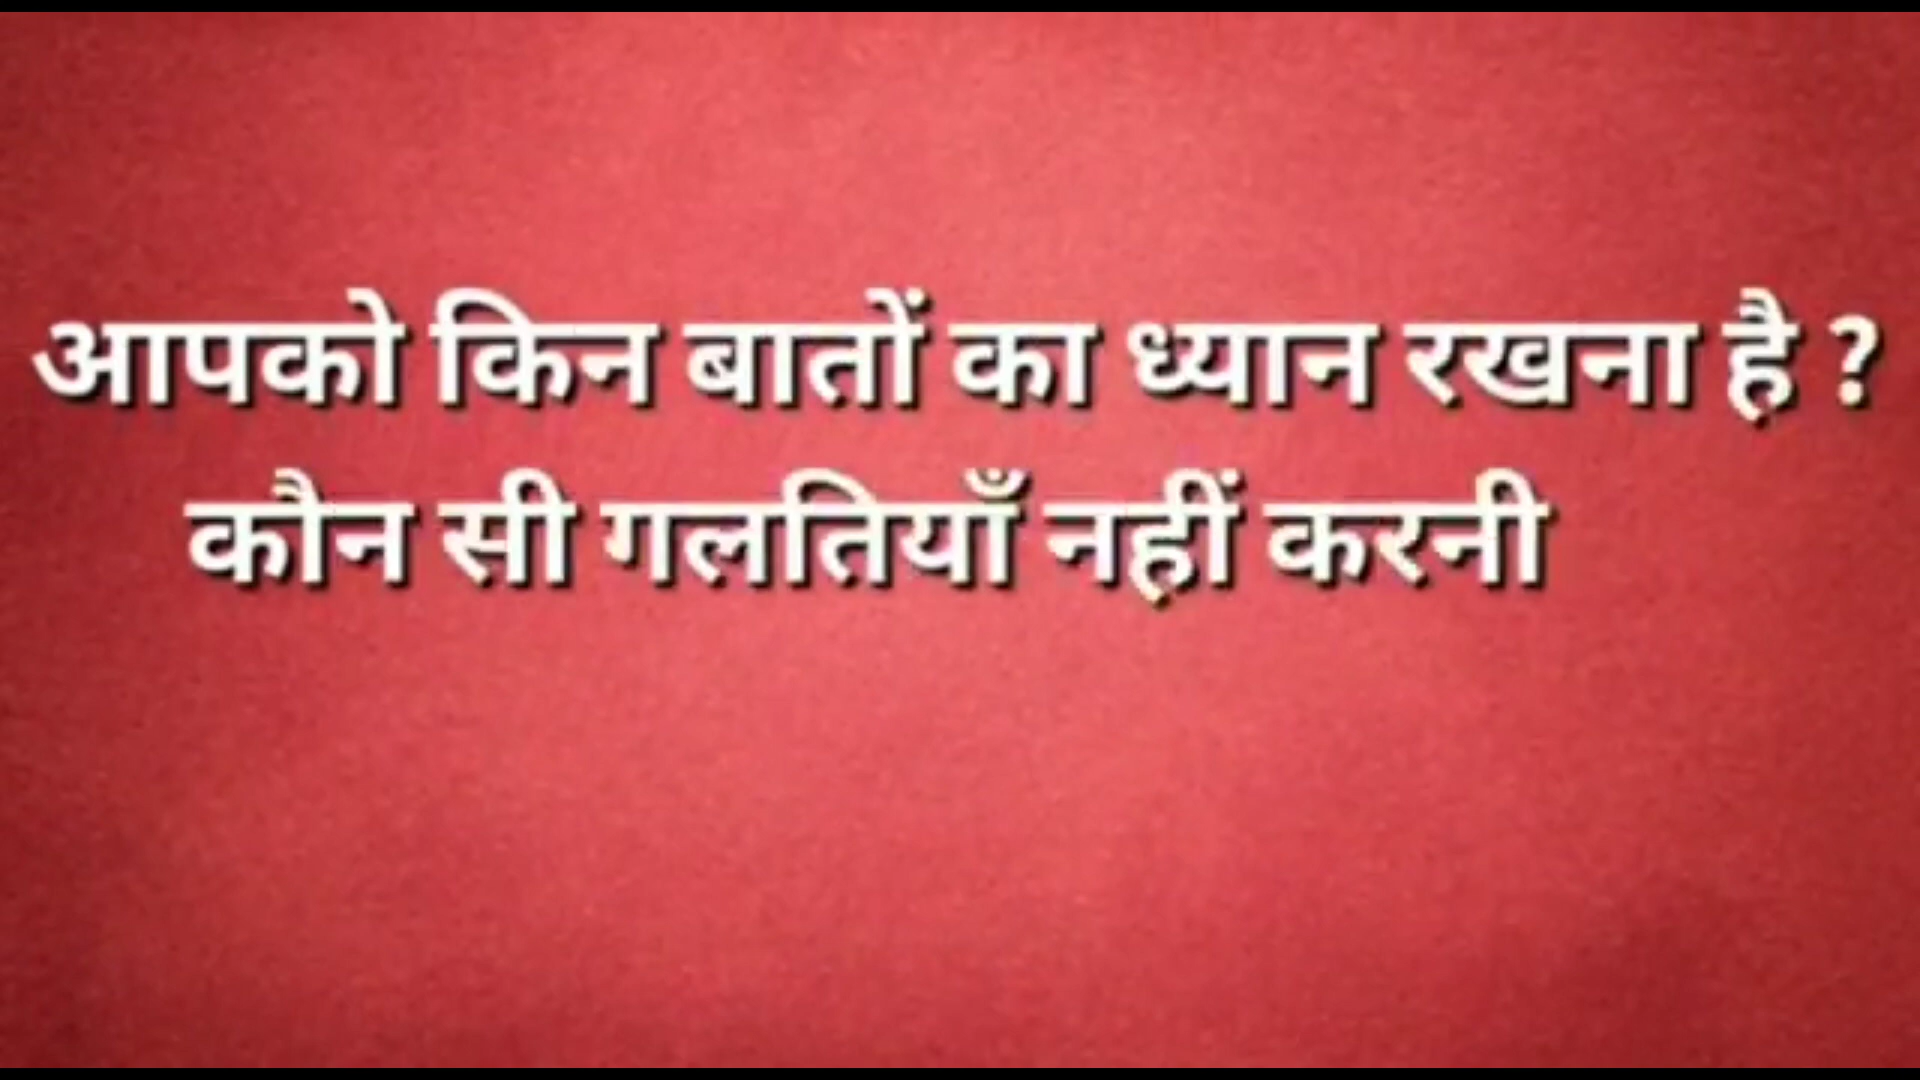 आपको किन बातों का ध्यान रखना है ?
कौन सी गलतियाँ नहीं करनी